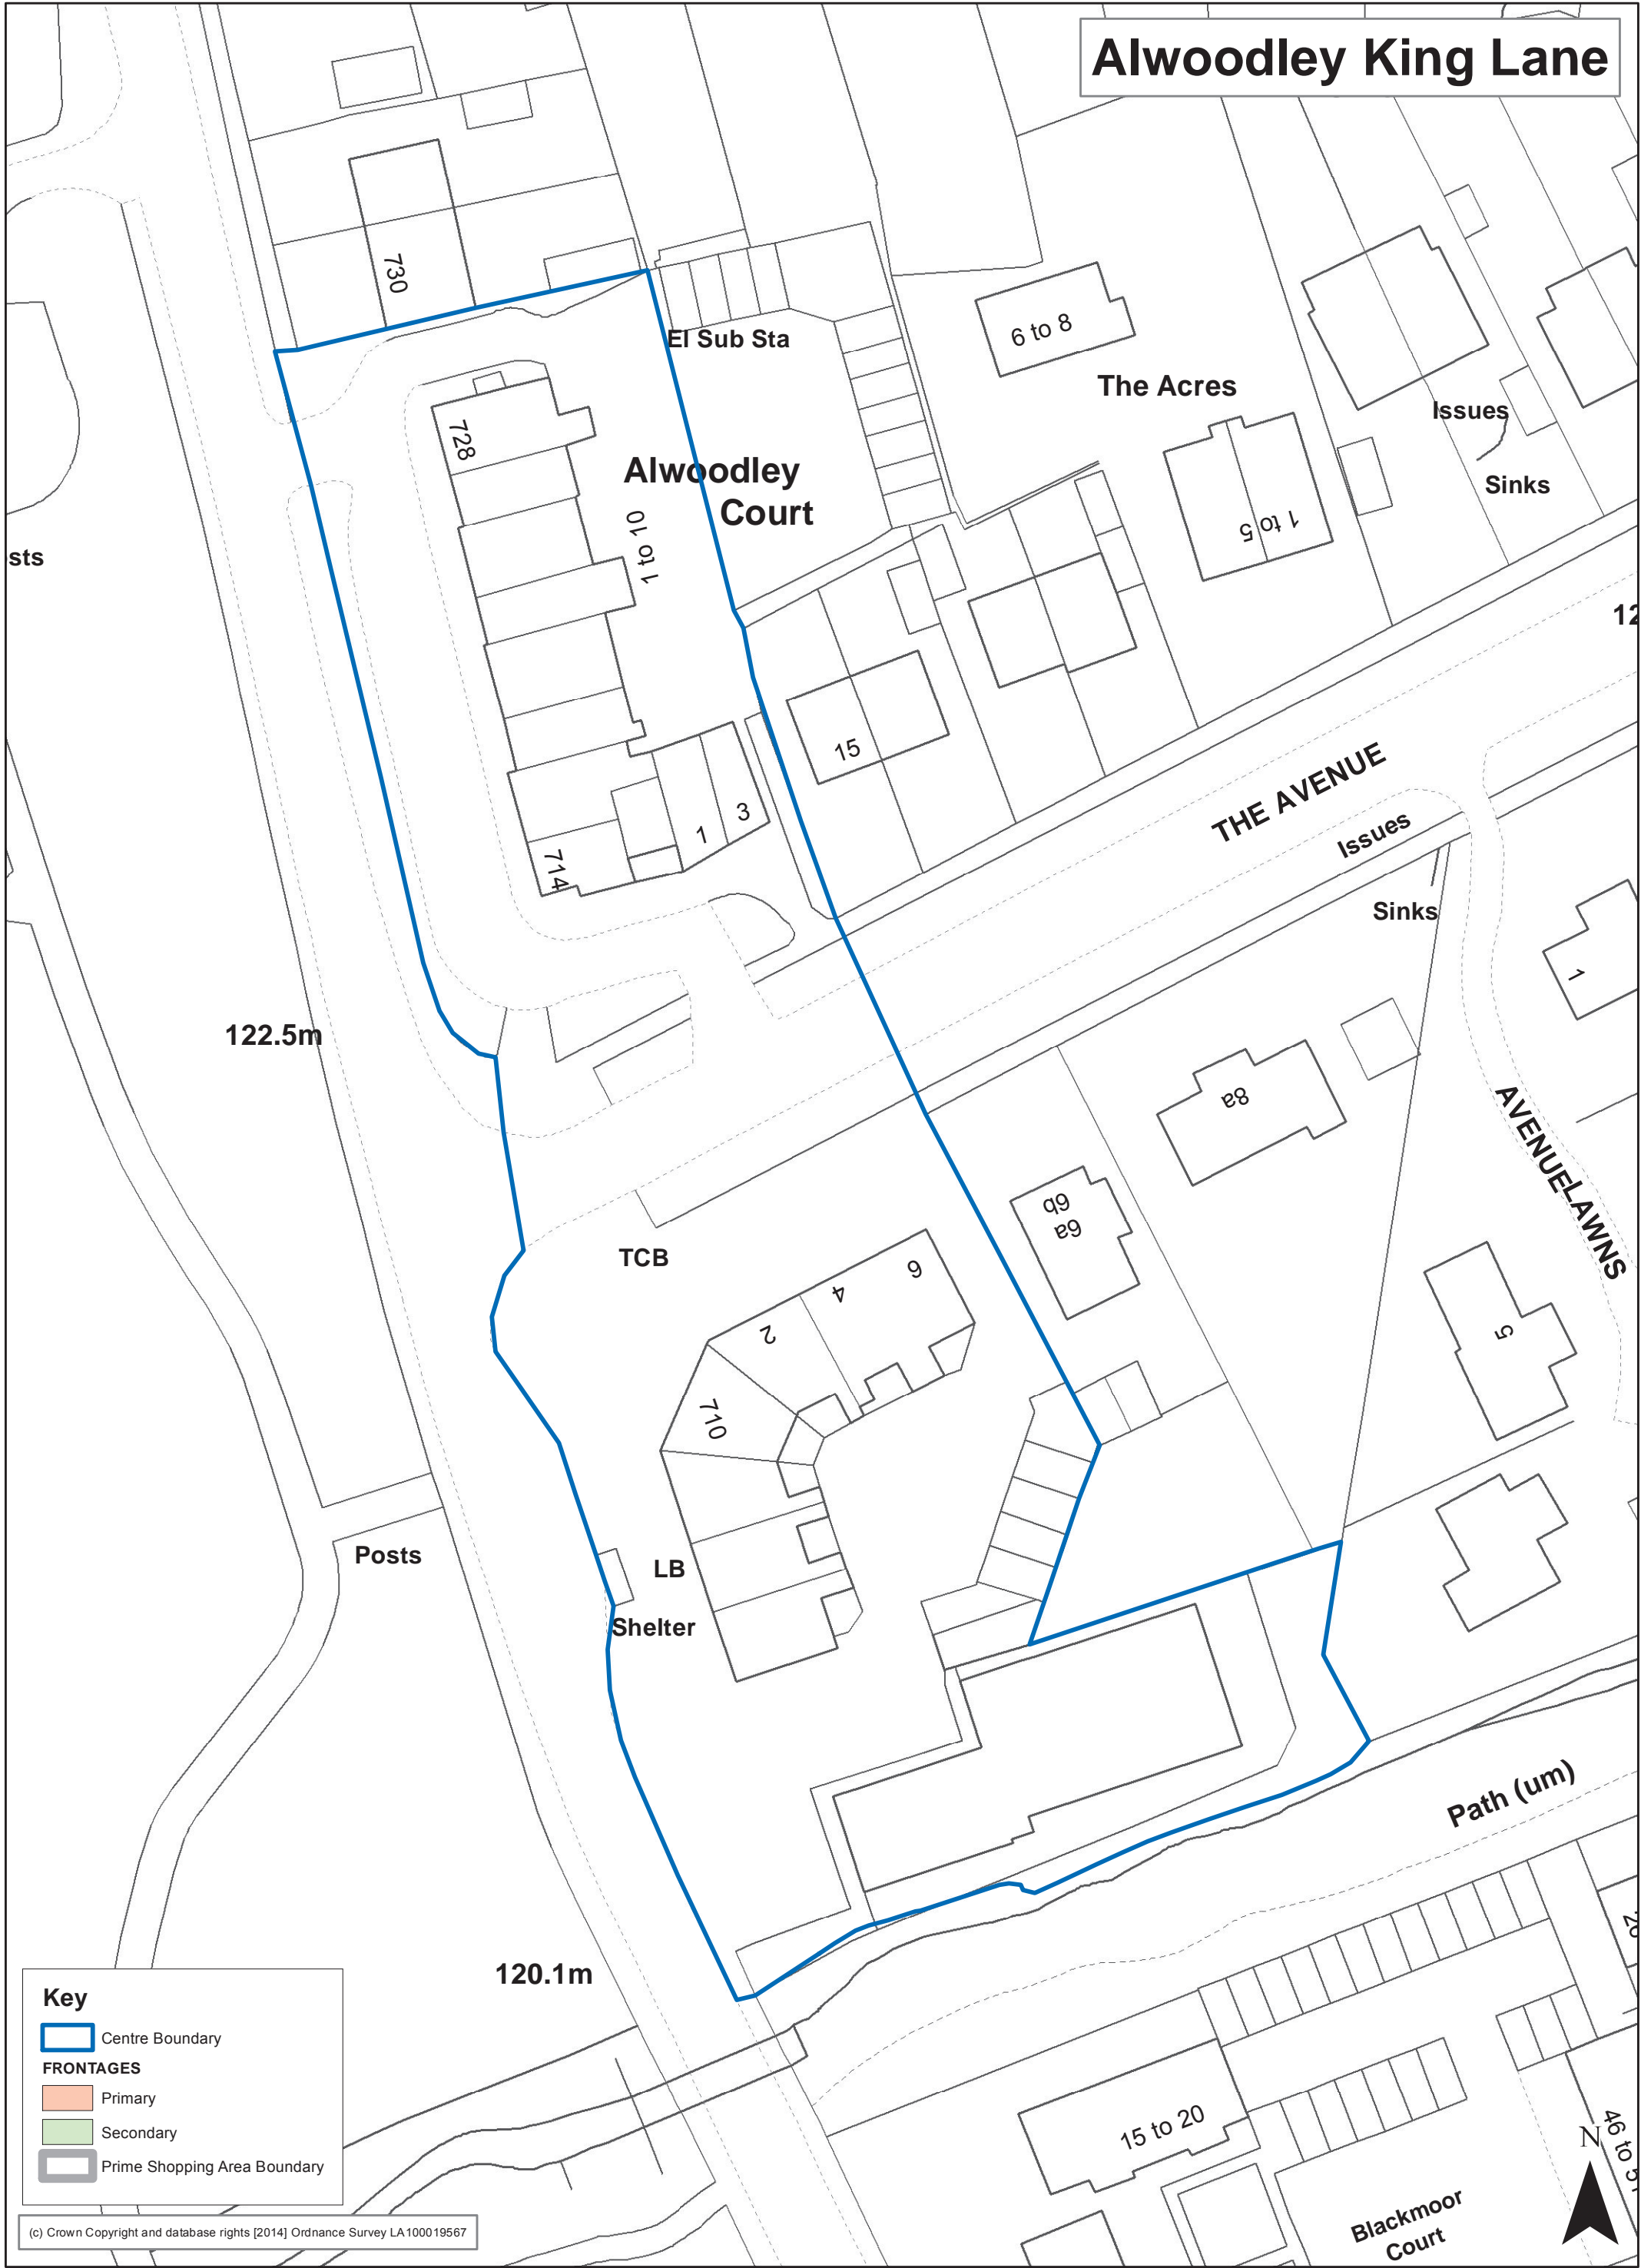 Alwoodley King Lane
730
El Sub Sta
6 to 8
The Acres
Issues
Sinks
728
Alwoodley
Court
1 to 10
1 to 5
sts
15
THE AVENUE
Issues
Sinks
714
1
3
1
122.5m
8a
AVENUE LAWNS
6b
6a
TCB
6
4
2
710
5
Posts
LB
Shelter
Path (um)
120.1m
15 to 20
Blackmoor
Court
N
Key
Centre Boundary
FRONTAGES
Primary
Secondary
Prime Shopping Area Boundary
(c) Crown Copyright and database rights [2014] Ordnance Survey LA100019567